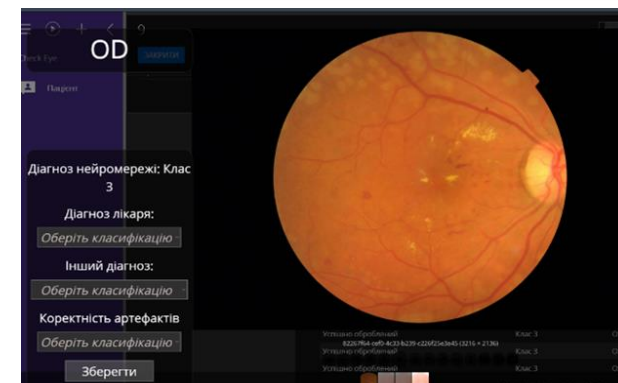 OD
ЗАКРИТИ
Check Eye
Пацієнт
Діагноз нейромережі: Клас
3
Діагноз лікаря:
Оберіть класифікацію
Інший діагноз:
Оберіть класифікацію
Коректність артефактів
Оберіть класифікацію
Зберегти
Успішно оброблений Клас 3
Успішно оброблений Клас 3
Успішно оброблений Клас 3